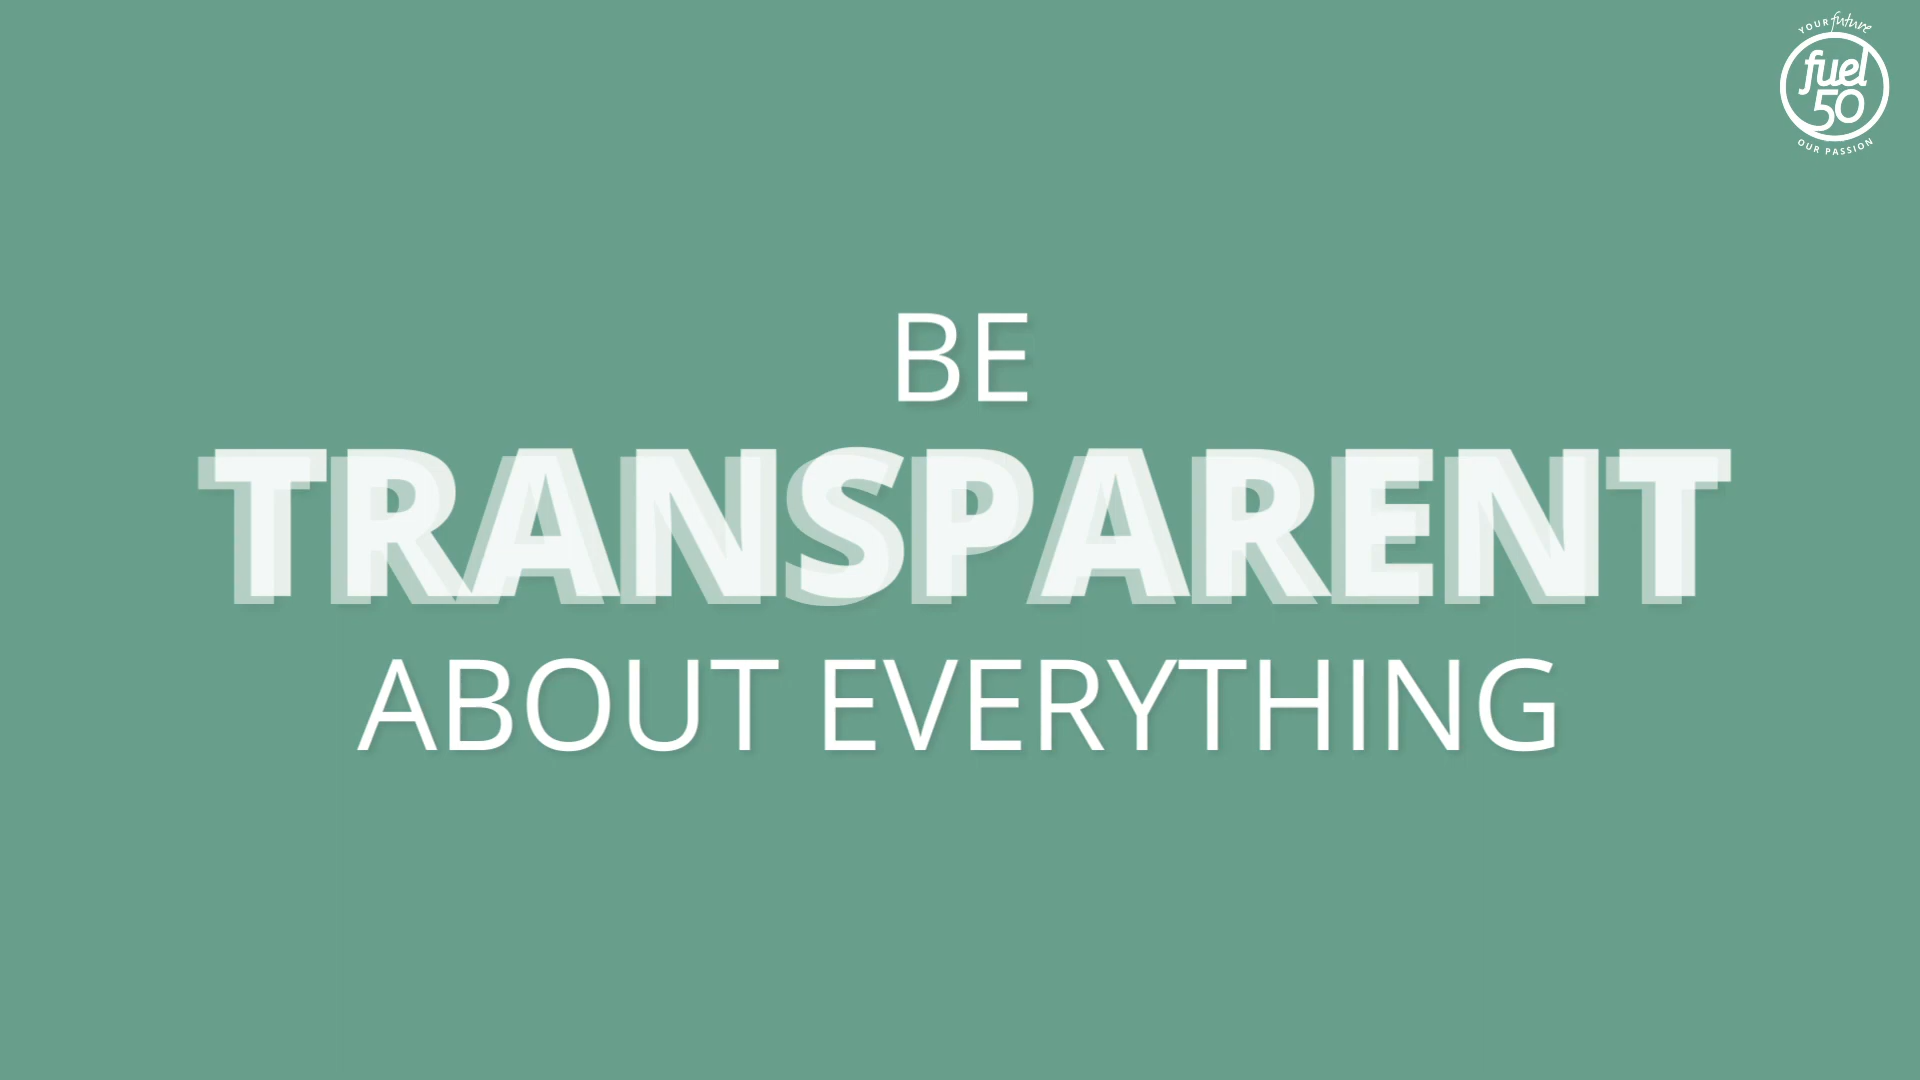 YOUR future
fuel
50
OUR PASSION
BE
TRANSPARENT
ABOUT EVERYTHING